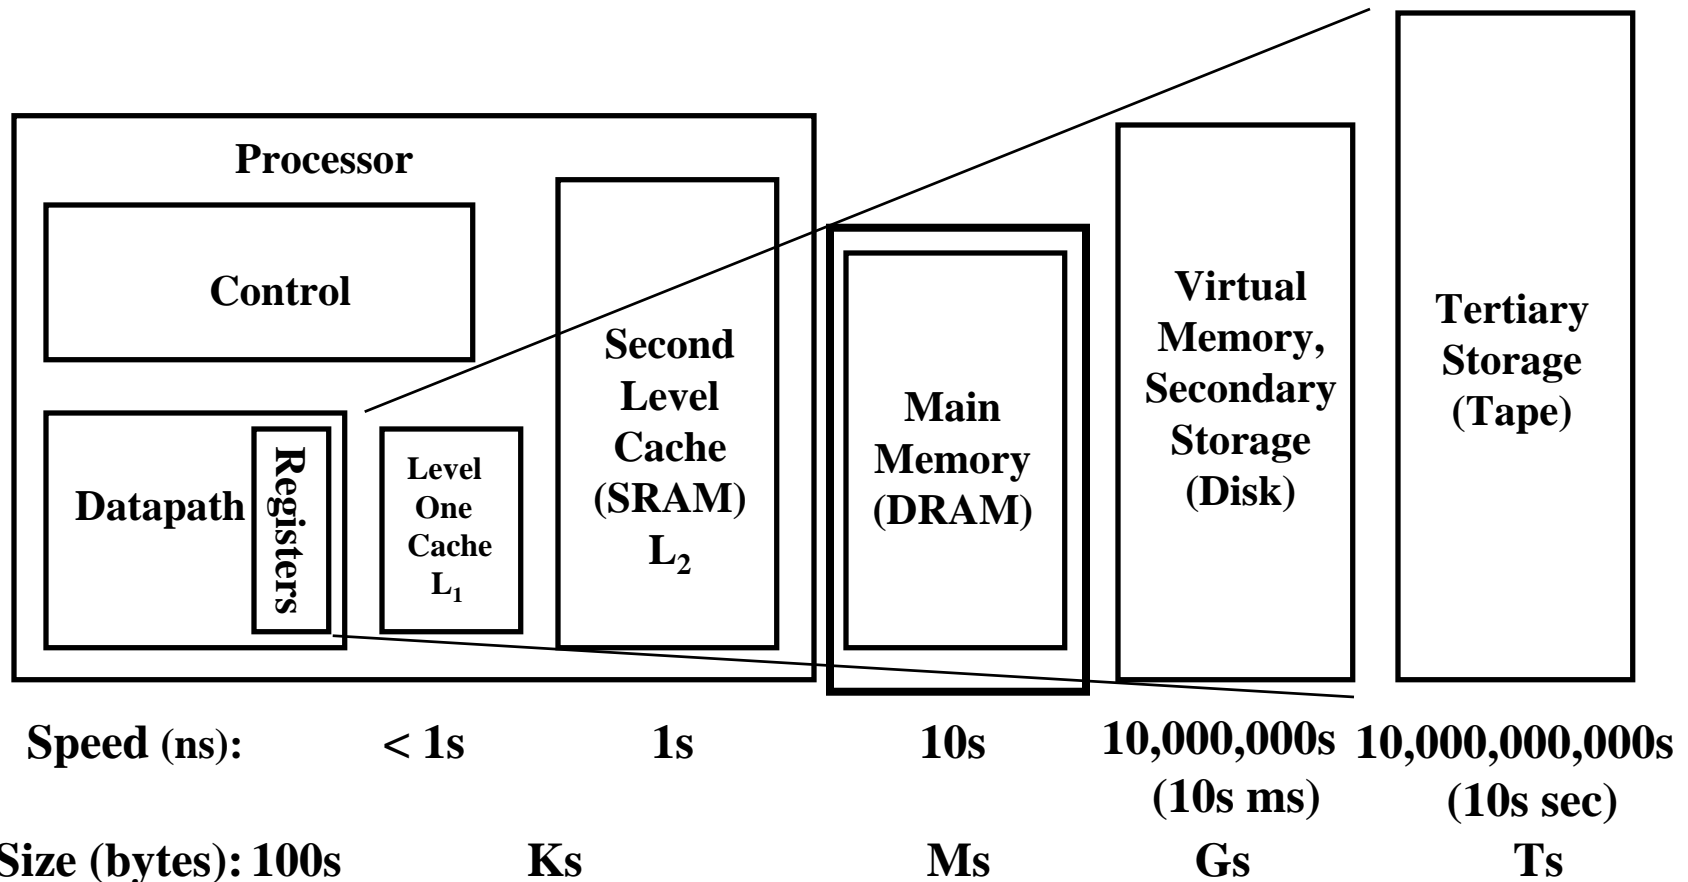 Processor
Control
Datapath
Registers
Level
One
Cache
L₁
Second
Level
Cache
(SRAM)
L₂
Main
Memory
(DRAM)
Virtual
Memory,
Secondary
Storage
(Disk)
Tertiary
Storage
(Tape)
Speed (ns): < 1s 1s 10s 10,000,000s 10,000,000,000s
(10s ms) (10s sec)
Size (bytes): 100s Ks Ms Gs Ts